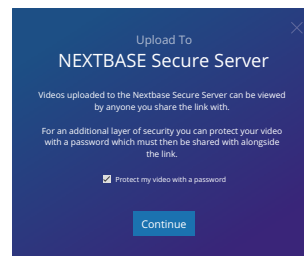 Upload To
NEXTBASE Secure Server
Videos uploaded to the Nextbase Secure Server can be viewed
by anyone you share the link with.
For an additional layer of security you can protect your video
with a password which must then be shared with alongside
the link.
Protect my video with a password
Continue